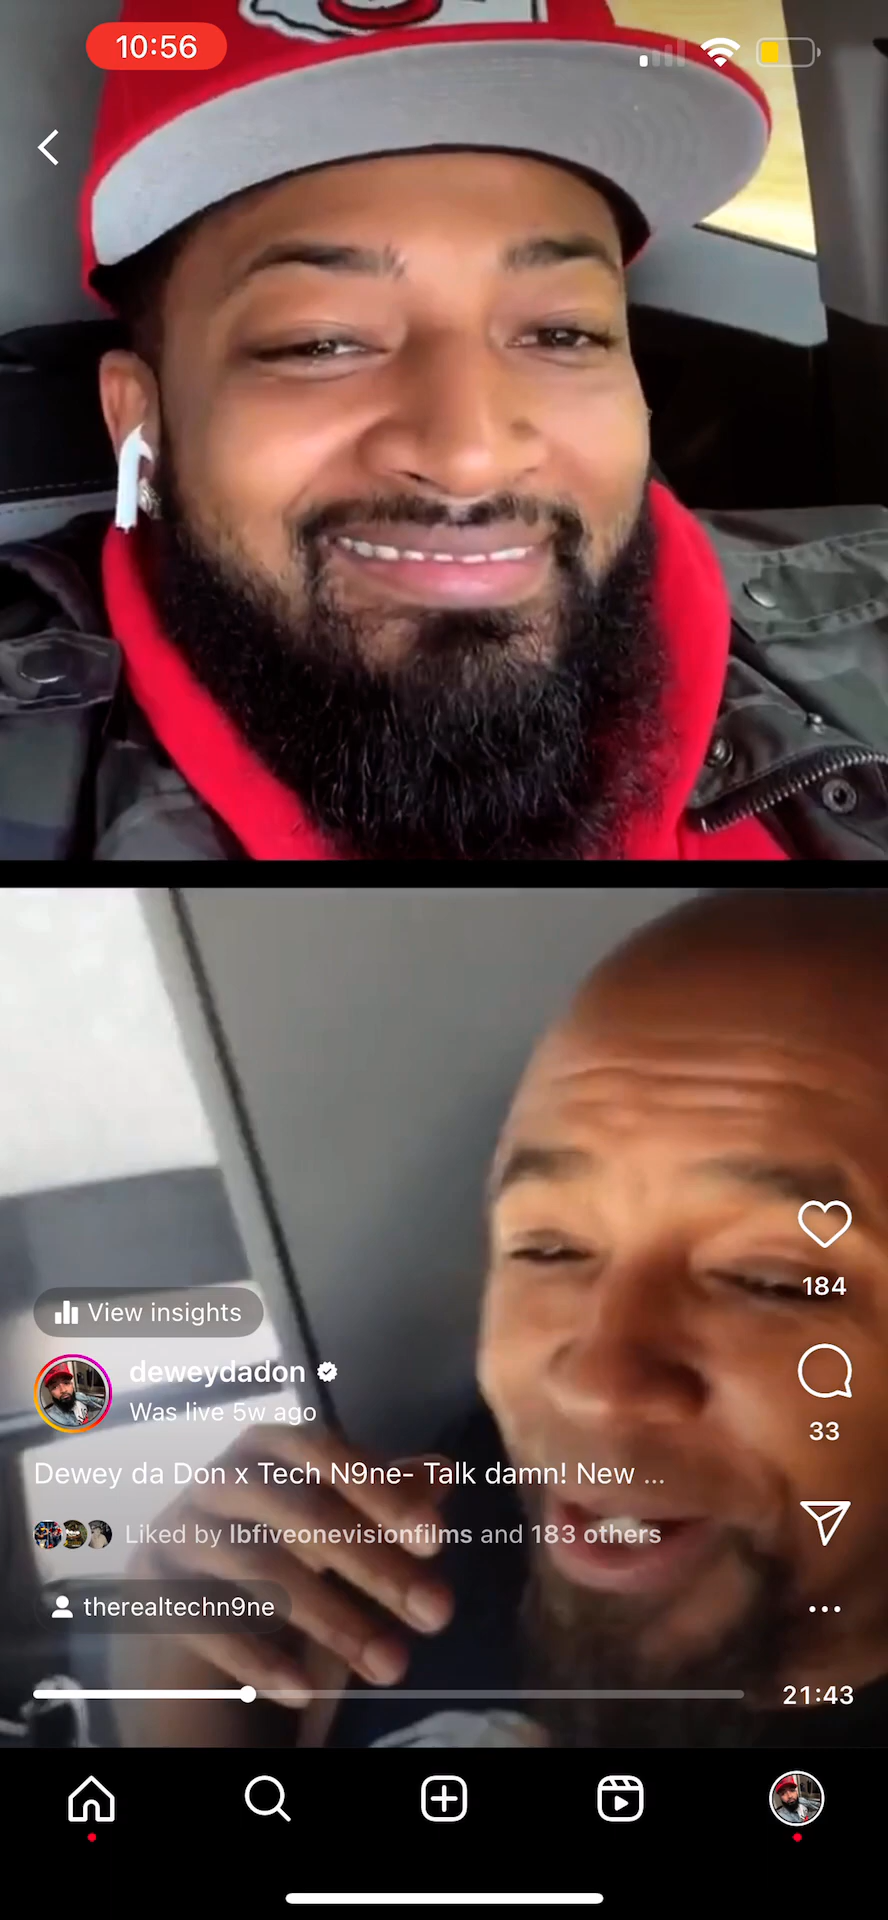 10:56
View insights
deweydadon
Was live 5w ago
Dewey da Don x Tech N9ne- Talk damn! New ...
Liked by lbfiveonevisionfilms and 183 others
therealtechn9ne
184
33
21:43